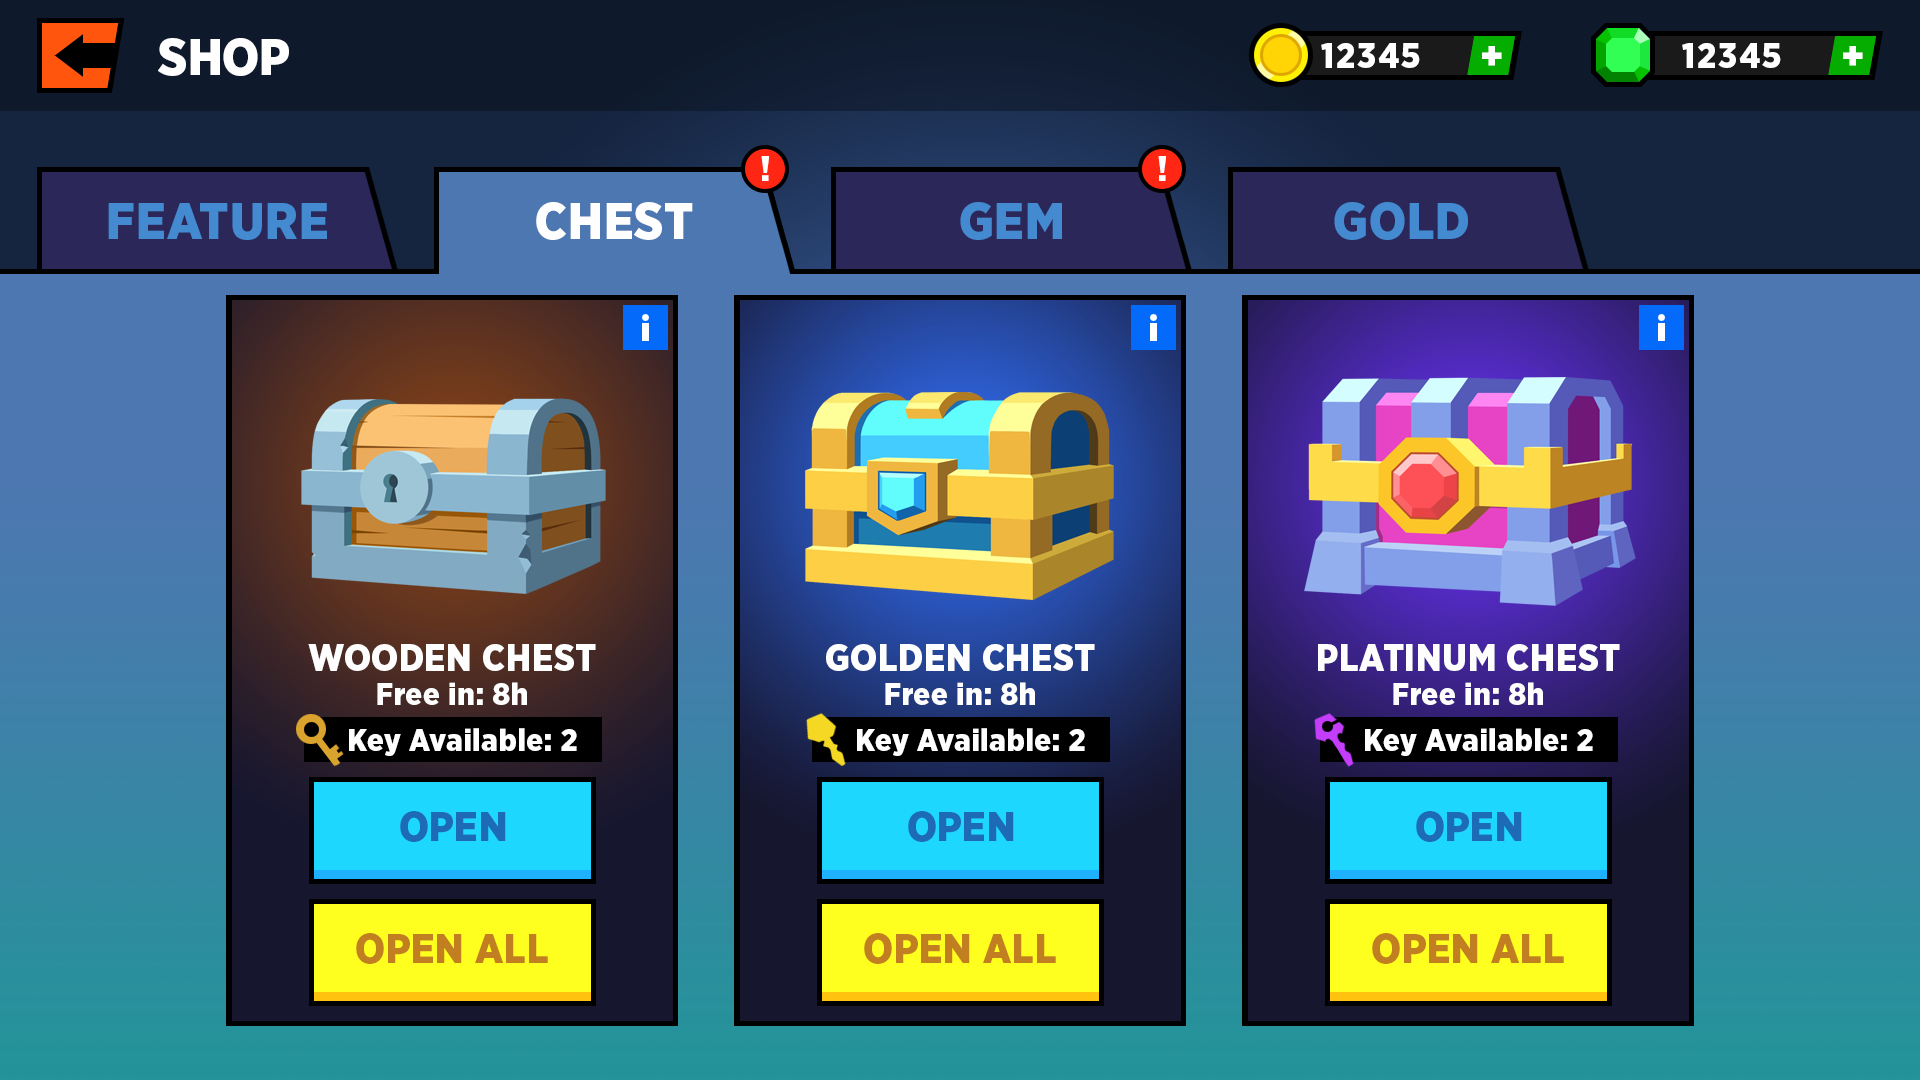 SHOP
12345 +
12345 +
FEATURE
CHEST
!
GEM
!
GOLD
i
WOODEN CHEST
Free in: 8h
Key Available: 2
OPEN
OPEN ALL
i
GOLDEN CHEST
Free in: 8h
Key Available: 2
OPEN
OPEN ALL
i
PLATINUM CHEST
Free in: 8h
Key Available: 2
OPEN
OPEN ALL